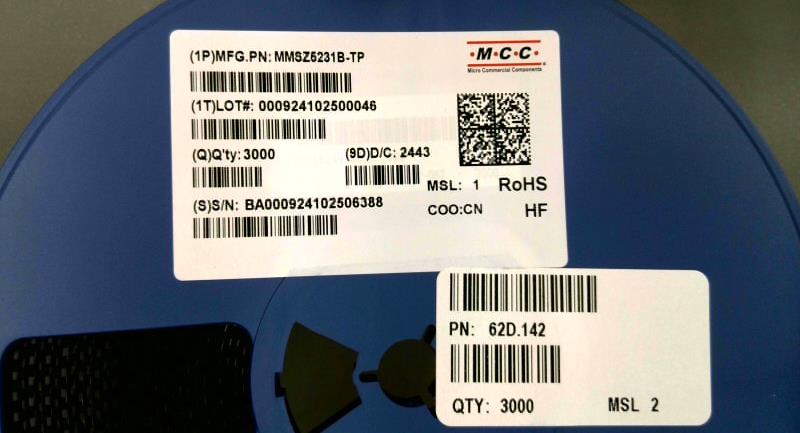 (1P)MFG.PN: MMSZ5231B-TP
·M·C·C·
Micro Commercial Components
(1T)LOT#: 000924102500046
(Q)Q'ty: 3000 (9D)D/C: 2443
MSL: 1 RoHS
(S)S/N: BA000924102506388
COO:CN HF
PN: 62D.142
QTY: 3000 MSL 2